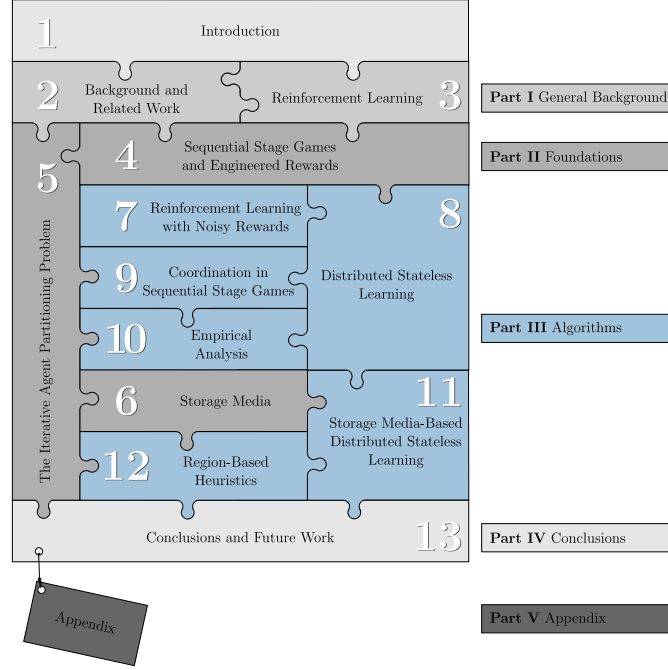 1
Introduction
2
Background and
Related Work
Reinforcement Learning
3
Part I General Background
4
Sequential Stage Games
and Engineered Rewards
Part II Foundations
5
The Iterative Agent Partitioning Problem
7
Reinforcement Learning
with Noisy Rewards
8
Distributed Stateless
Learning
9
Coordination in
Sequential Stage Games
10
Empirical
Analysis
Part III Algorithms
6
Storage Media
11
Storage Media-Based
Distributed Stateless
Learning
12
Region-Based
Heuristics
Conclusions and Future Work
13
Part IV Conclusions
Appendix
Part V Appendix